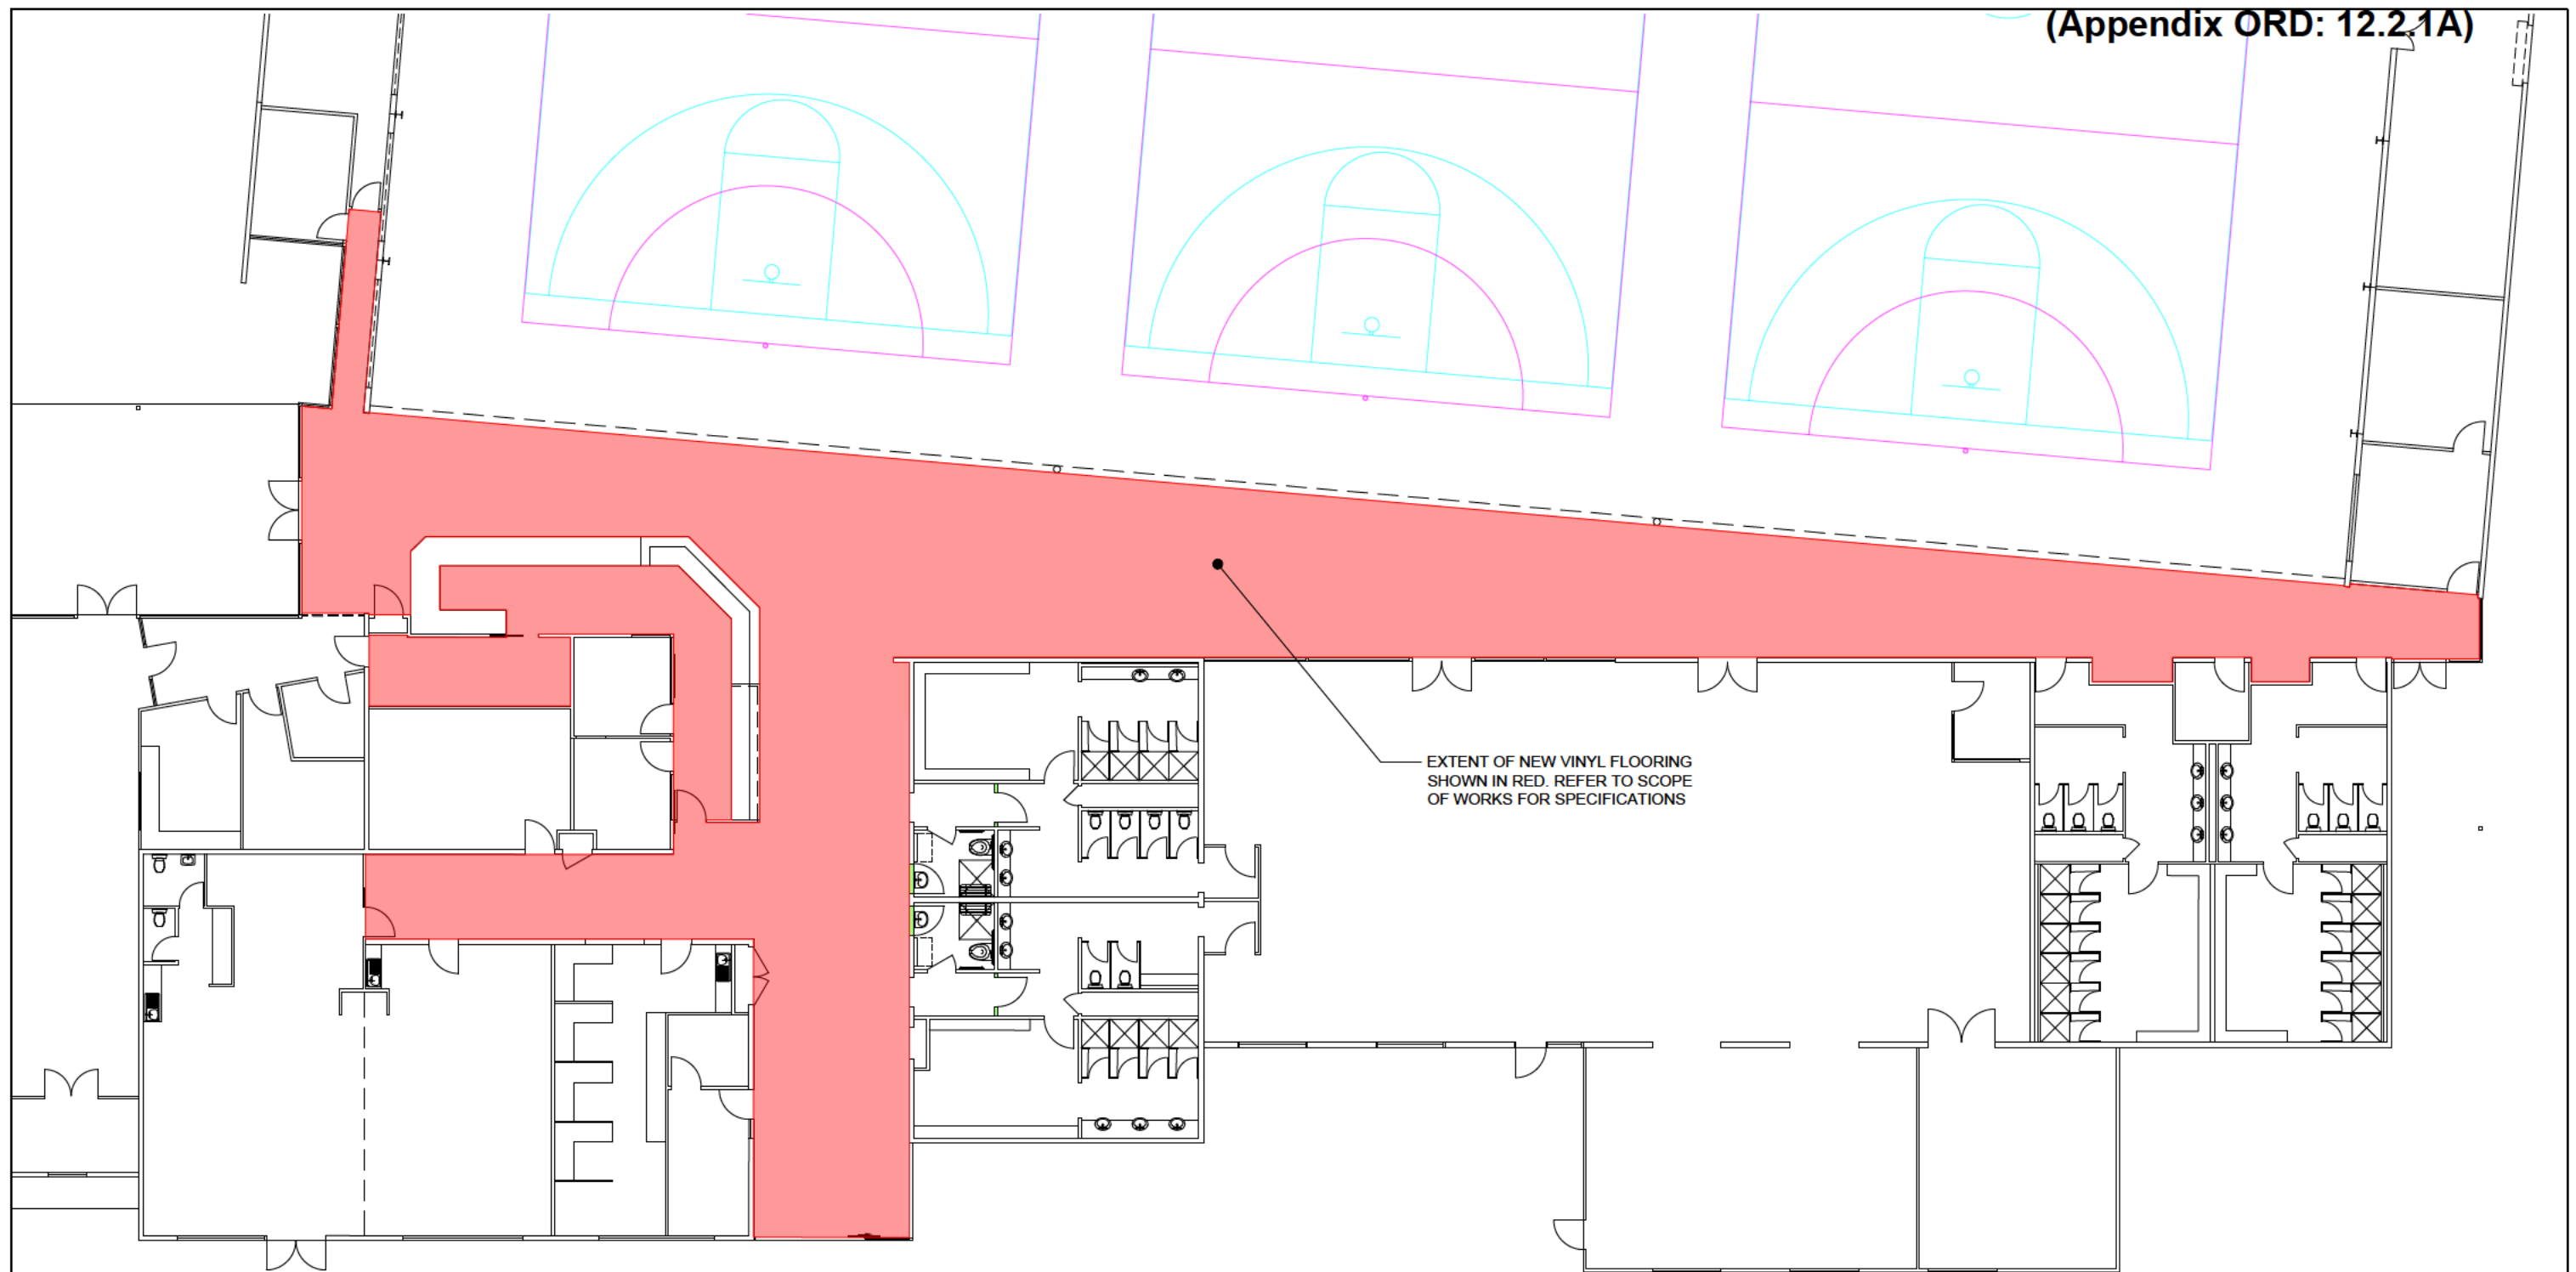 (Appendix ORD: 12.2.1A)
EXTENT OF NEW VINYL FLOORING
SHOWN IN RED. REFER TO SCOPE
OF WORKS FOR SPECIFICATIONS